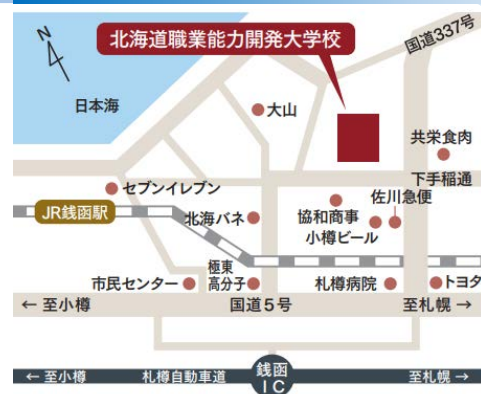 N
北海道職業能力開発大学校
国道337号
日本海
大山
共栄食肉
下手稲通
セブンイレブン
佐川急便
JR銭函駅
北海バネ
協和商事
小樽ビール
極東
高分子
市民センター
札樽病院
トヨタ
← 至小樽
国道5号
至札幌 →
← 至小樽
札樽自動車道
銭函
IC
至札幌 →